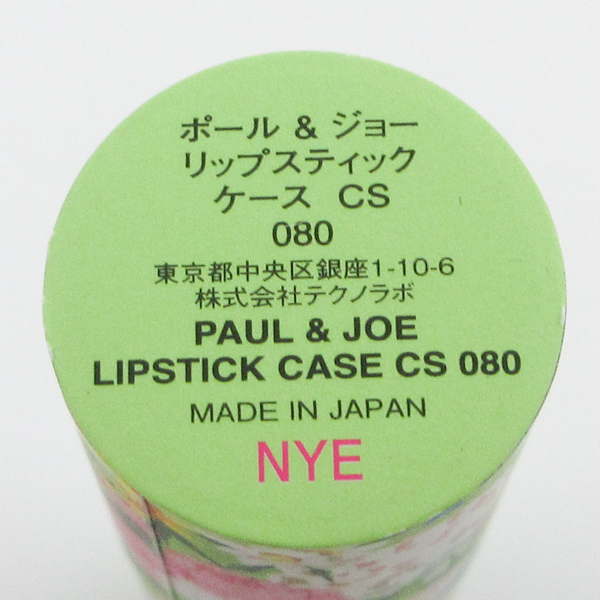 ポール & ジョー
リップスティック
ケース CS
080
東京都中央区銀座1-10-6
株式会社テクノラボ
PAUL & JOE
LIPSTICK CASE CS 080
MADE IN JAPAN
NYE